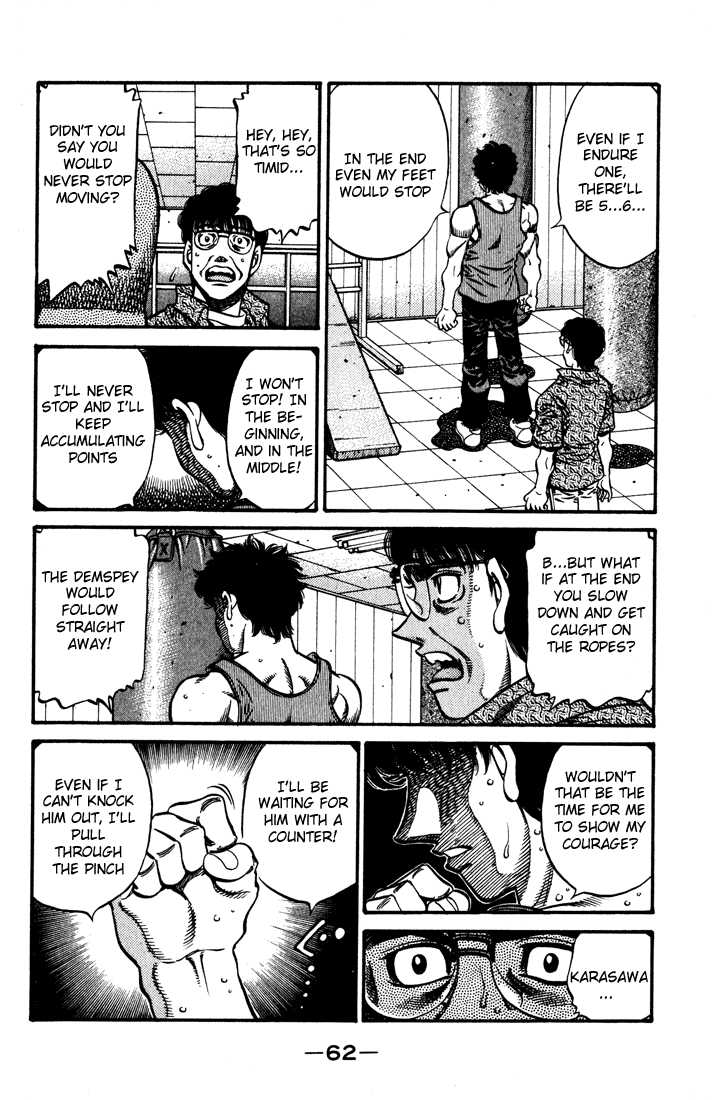 EVEN IF I
ENDURE
ONE,
THERE'LL
BE 5...6...
IN THE END
EVEN MY FEET
WOULD STOP
HEY, HEY,
THAT'S SO
TIMID...
DIDN'T YOU
SAY YOU
WOULD
NEVER STOP
MOVING?
I WON'T
STOP! IN
THE BE-
GINNING,
AND IN THE
MIDDLE!
I'LL NEVER
STOP AND I'LL
KEEP
ACCUMULATING
POINTS
B...BUT WHAT
IF AT THE END
YOU SLOW
DOWN AND GET
CAUGHT ON
THE ROPES?
THE DEMSPEY
WOULD
FOLLOW
STRAIGHT
AWAY!
X
WOULDN'T
THAT BE THE
TIME FOR ME
TO SHOW MY
COURAGE?
I'LL BE
WAITING FOR
HIM WITH A
COUNTER!
EVEN IF I
CAN'T KNOCK
HIM OUT, I'LL
PULL
THROUGH
THE PINCH
KARASAWA
...
—62—